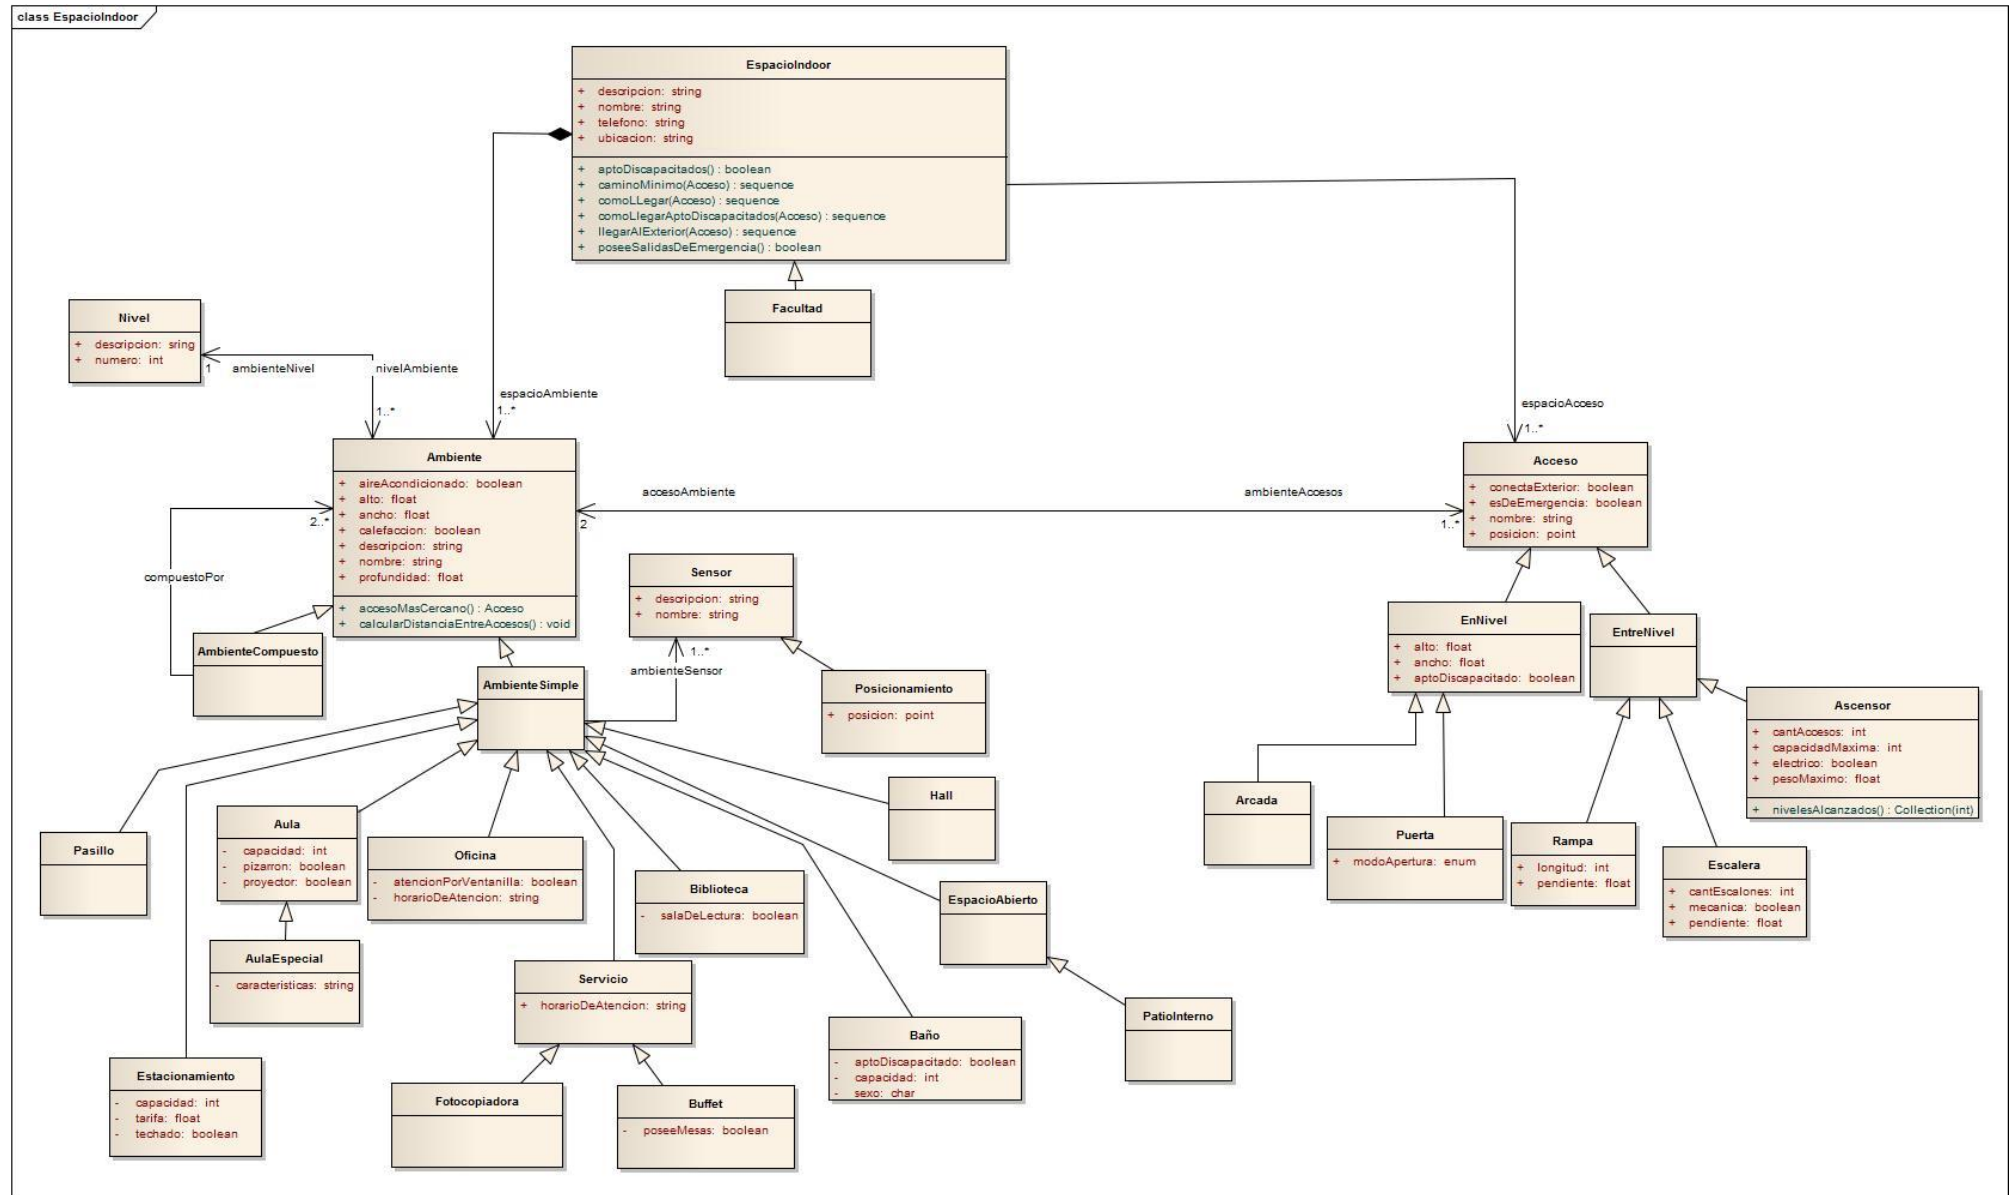 class EspacioIndoor
EspacioIndoor
+ descripcion: string
+ nombre: string
+ telefono: string
+ ubicacion: string
+ aptoDiscapacitados() : boolean
+ caminoMinimo(Acceso) : sequence
+ comoLLegar(Acceso) : sequence
+ comoLlegarAptoDiscapacitados(Acceso) : sequence
+ llegarAlExterior(Acceso) : sequence
+ poseeSalidasDeEmergencia() : boolean
Facultad
Nivel
+ descripcion: sring
+ numero: int
1
ambienteNivel
nivelAmbiente
1..*
espacioAmbiente
1..*
espacioAcceso
1..*
Ambiente
+ aireAcondicionado: boolean
+ alto: float
+ ancho: float
+ calefaccion: boolean
+ descripcion: string
+ nombre: string
+ profundidad: float
+ accesoMasCercano() : Acceso
+ calcularDistanciaEntreAccesos() : void
accesoAmbiente
2
ambienteAccesos
1..*
Acceso
+ conectaExterior: boolean
+ esDeEmergencia: boolean
+ nombre: string
+ posicion: point
2..*
compuestoPor
AmbienteCompuesto
AmbienteSimple
Sensor
+ descripcion: string
+ nombre: string
1..*
ambienteSensor
Posicionamiento
+ posicion: point
EnNivel
+ alto: float
+ ancho: float
+ aptoDiscapacitado: boolean
EntreNivel
Ascensor
+ cantAccesos: int
+ capacidadMaxima: int
+ electrico: boolean
+ pesoMaximo: float
+ nivelesAlcanzados() : Collection(int)
Arcada
Puerta
+ modoApertura: enum
Rampa
+ longitud: int
+ pendiente: float
Escalera
+ cantEscalones: int
+ mecanica: boolean
+ pendiente: float
Pasillo
Aula
- capacidad: int
- pizarron: boolean
- proyector: boolean
Oficina
- atencionPorVentanilla: boolean
- horarioDeAtencion: string
Biblioteca
- salaDeLectura: boolean
Hall
EspacioAbierto
AulaEspecial
- caracteristicas: string
Servicio
+ horarioDeAtencion: string
PatioInterno
Baño
- aptoDiscapacitado: boolean
- capacidad: int
- sexo: char
Estacionamiento
- capacidad: int
- tarifa: float
- techado: boolean
Fotocopiadora
Buffet
- poseeMesas: boolean